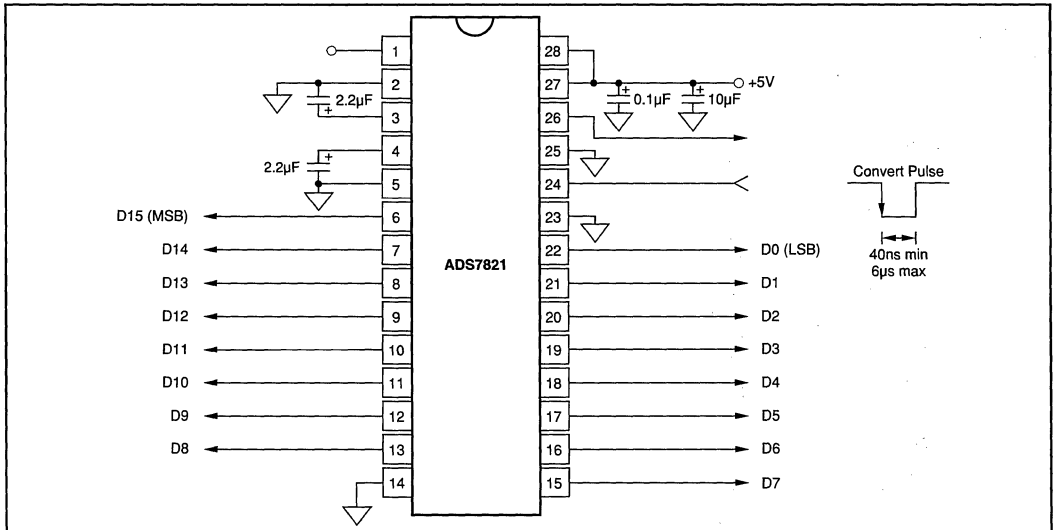 1
28
2
27
+5V
2.2µF
0.1µF
10µF
3
26
4
25
Convert Pulse
2.2µF
5
24
D15 (MSB)
6
23
D14
7
22
D0 (LSB)
40ns min
6µs max
ADS7821
D13
8
21
D1
D12
9
20
D2
D11
10
19
D3
D10
11
18
D4
D9
12
17
D5
D8
13
16
D6
14
15
D7
+
+
+
+